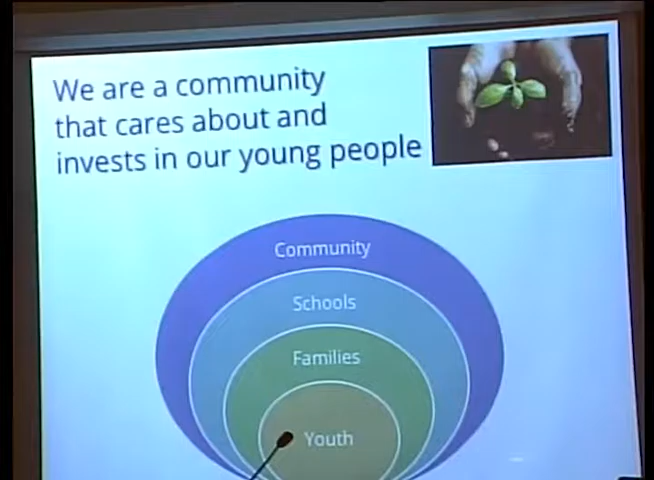 We are a community
that cares about and
invests in our young people
Community
Schools
Families
Youth